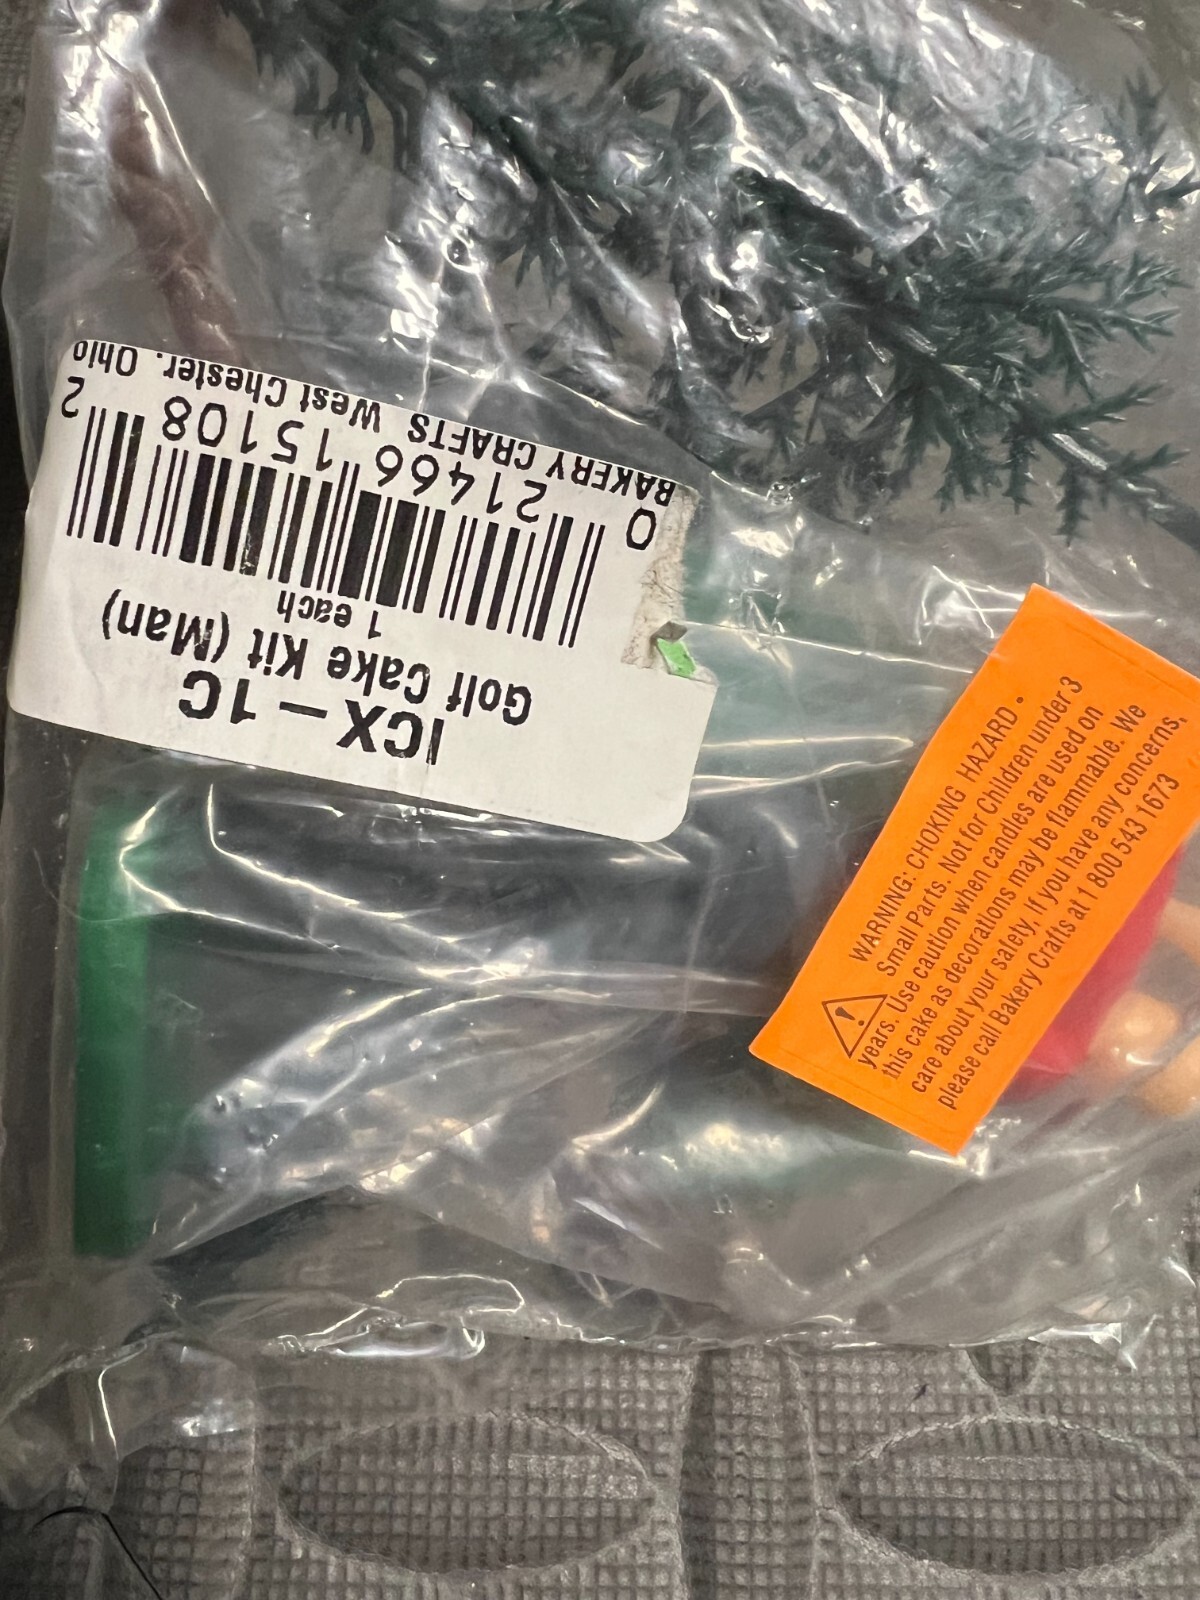 ICX – 1C
Golf Cake Kit (Man)
1 each
0 21466 15108 2
BAKERY CRAFTS West Chester, Ohio
WARNING: CHOKING HAZARD •
Small Parts. Not for Children under 3
years. Use caution when candles are used on
this cake as decorations may be flammable. We
care about your safety, if you have any concerns,
please call Bakery Crafts at 1 800 543 1673